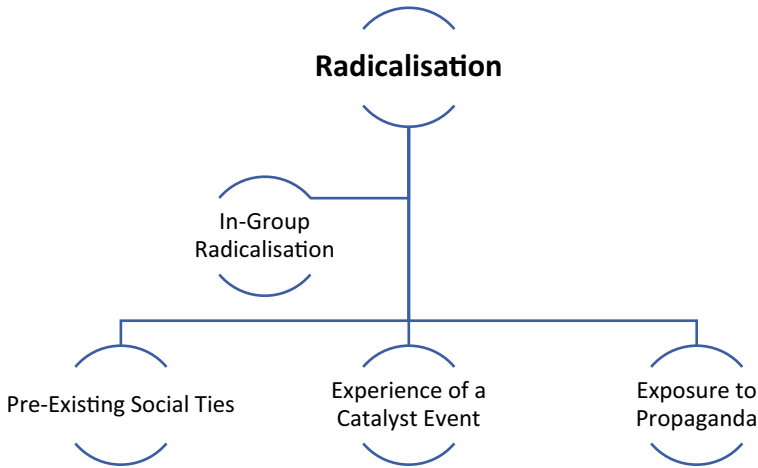 Radicalisation
In-Group
Radicalisation
Pre-Existing Social Ties
Experience of a
Catalyst Event
Exposure to
Propaganda